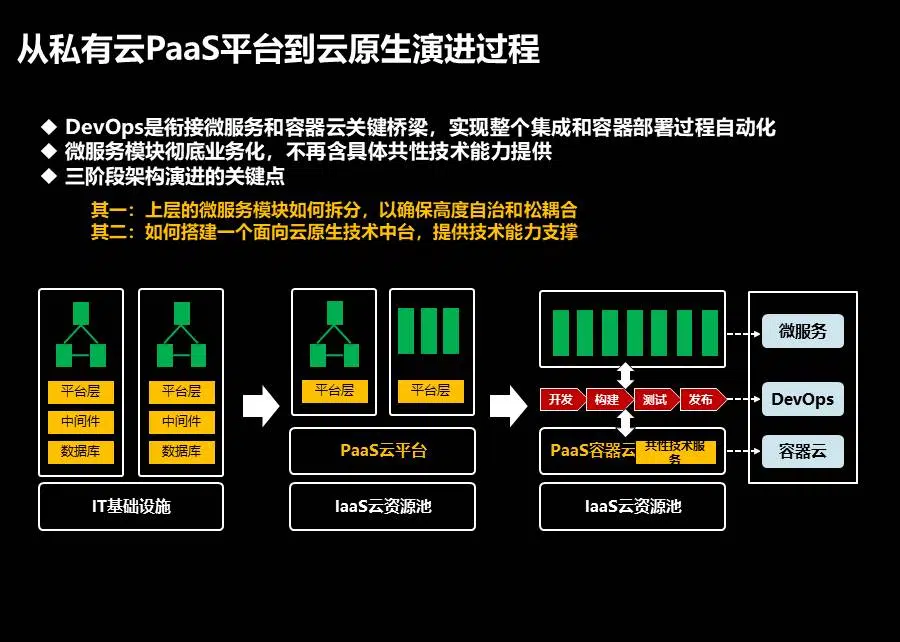 从私有云PaaS平台到云原生演进过程
DevOps是衔接微服务和容器云关键桥梁，实现整个集成和容器部署过程自动化
微服务模块彻底业务化，不再含具体共性技术能力提供
三阶段架构演进的关键点
其一：上层的微服务模块如何拆分，以确保高度自治和松耦合
其二：如何搭建一个面向云原生技术中台，提供技术能力支撑
平台层
中间件
数据库
平台层
中间件
数据库
IT基础设施
平台层
平台层
PaaS云平台
IaaS云资源池
开发
构建
测试
发布
PaaS容器云
共性技术服
务
IaaS云资源池
微服务
DevOps
容器云